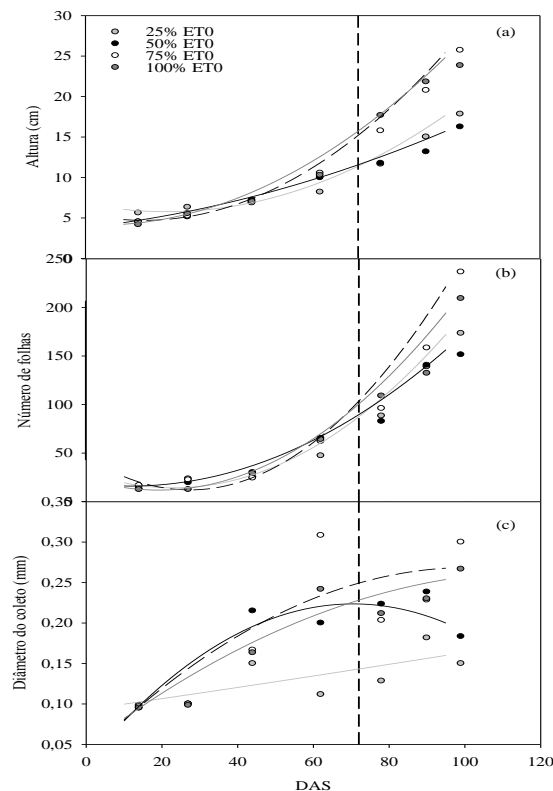 30
(a)
25% ET0
50% ET0
75% ET0
100% ET0
25
20
15
10
5
Altura (cm)
250
(b)
200
150
100
50
Número de folhas
0,35
(c)
0,30
0,25
0,20
0,15
0,10
0,05
Diâmetro do coleto (mm)
0 20 40 60 80 100 120
DAS